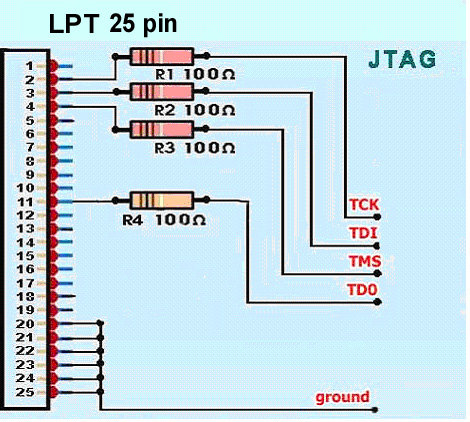 LPT 25 pin
JTAG
1
R1 100Ω
2
3
R2 100Ω
4
5
R3 100Ω
6
7
8
9
10
11
12
R4 100Ω
TCK
13
TDI
14
15
TMS
16
17
TD0
18
19
20
21
22
23
24
25
ground